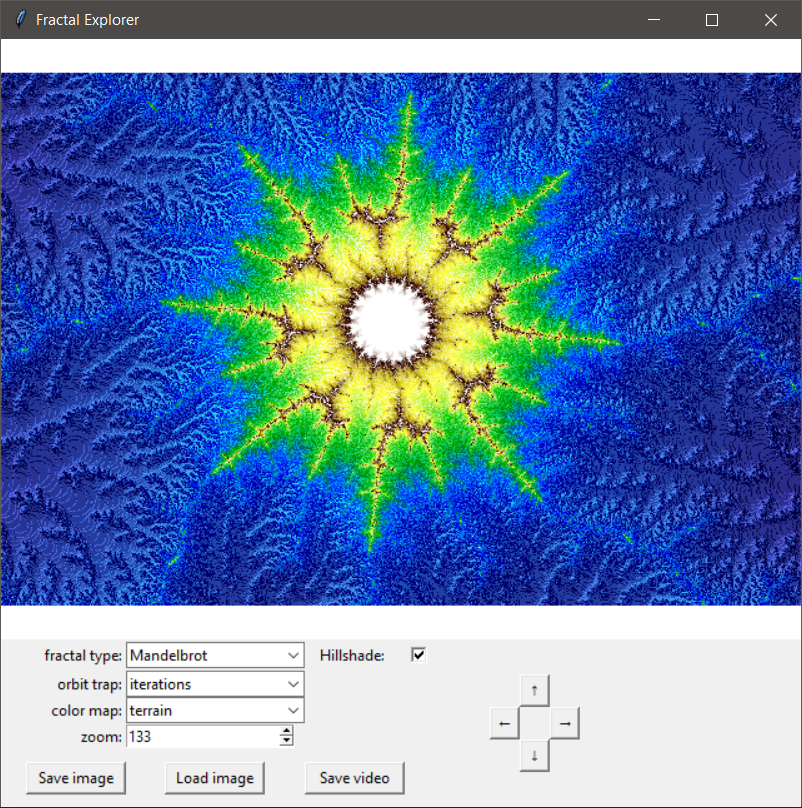 Fractal Explorer
fractal type: Mandelbrot Hillshade:
orbit trap: iterations
color map: terrain
zoom: 133
↑
← →
↓
Save image Load image Save video